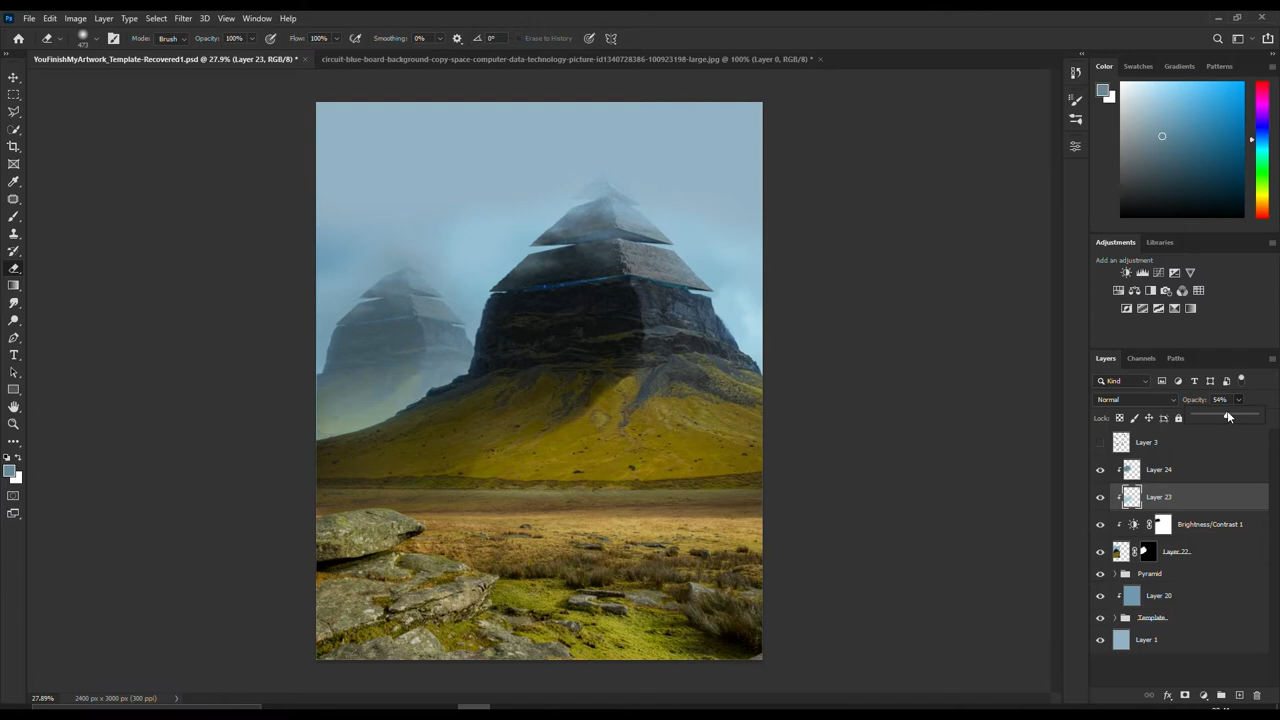 Ps File Edit Image Layer Type Select Filter 3D View Window Help
473 Mode: Brush Opacity: 100% Flow: 100% Smoothing: 0% 0° Erase to History
YouFinishMyArtwork_Template-Recovered1.psd @ 27.9% (Layer 23, RGB/8) * × circuit-blue-board-background-copy-space-computer-data-technology-picture-id1340728386-100923198-large.jpg @ 100% (Layer 0, RGB/8) * ×
Color Swatches Gradients Patterns
Adjustments Libraries
Add an adjustment
Layers Channels Paths
Kind
Normal Opacity: 54%
Lock:
Layer 3
Layer 24
Layer 23
Brightness/Contrast 1
Layer 22
Pyramid
Layer 20
Template
Layer 1
27.89% 2400 px x 3000 px (300 ppi)